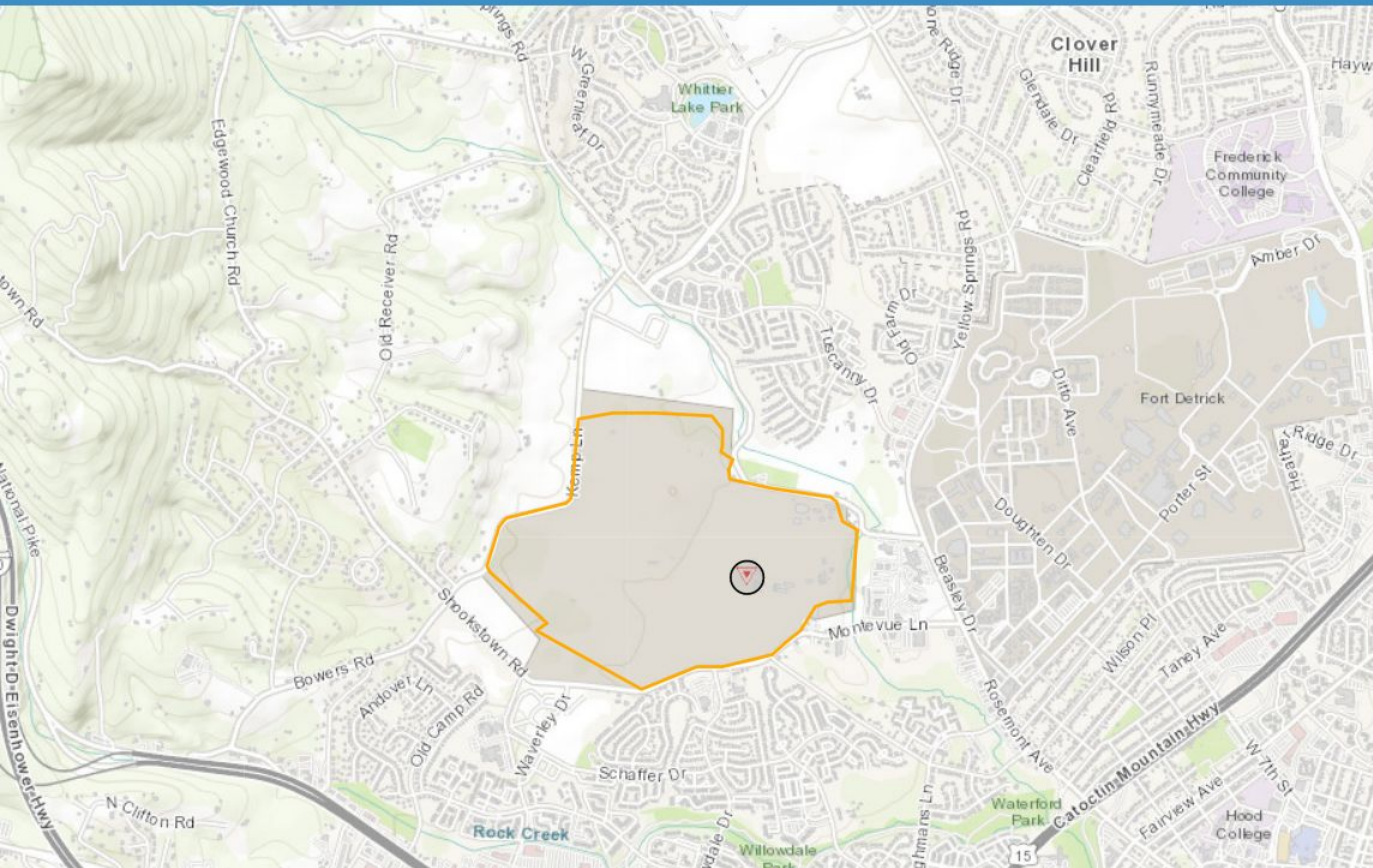 Clover
Hill
Whittier
Lake Park
W Greenleaf Dr
Glendale Dr
Clearfield Rd
Runnymeade Dr
Frederick
Community
College
Edgewood Church Rd
Old Receiver Rd
Yellow Springs Rd
Amber Dr
Old Farm Dr
Tuscanny Dr
Ditto Ave
Fort Detrick
Kemp Ln
Porter St
Ridge Dr
Doughten Dr
Beasley Dr
National Pike
Shookstown Rd
Montevue Ln
Wilson Pl
Taney Ave
Bowers Rd
Andover Ln
Old Camp Rd
Waverley Dr
Rosemont Ave
Dwight D Eisenhower Hwy
Catoctin Mountain Hwy
W 7th St
Schaffer Dr
N Clifton Rd
Rock Creek
Waterford
Park
Fairview Ave
Hood
College
Willowdale
15